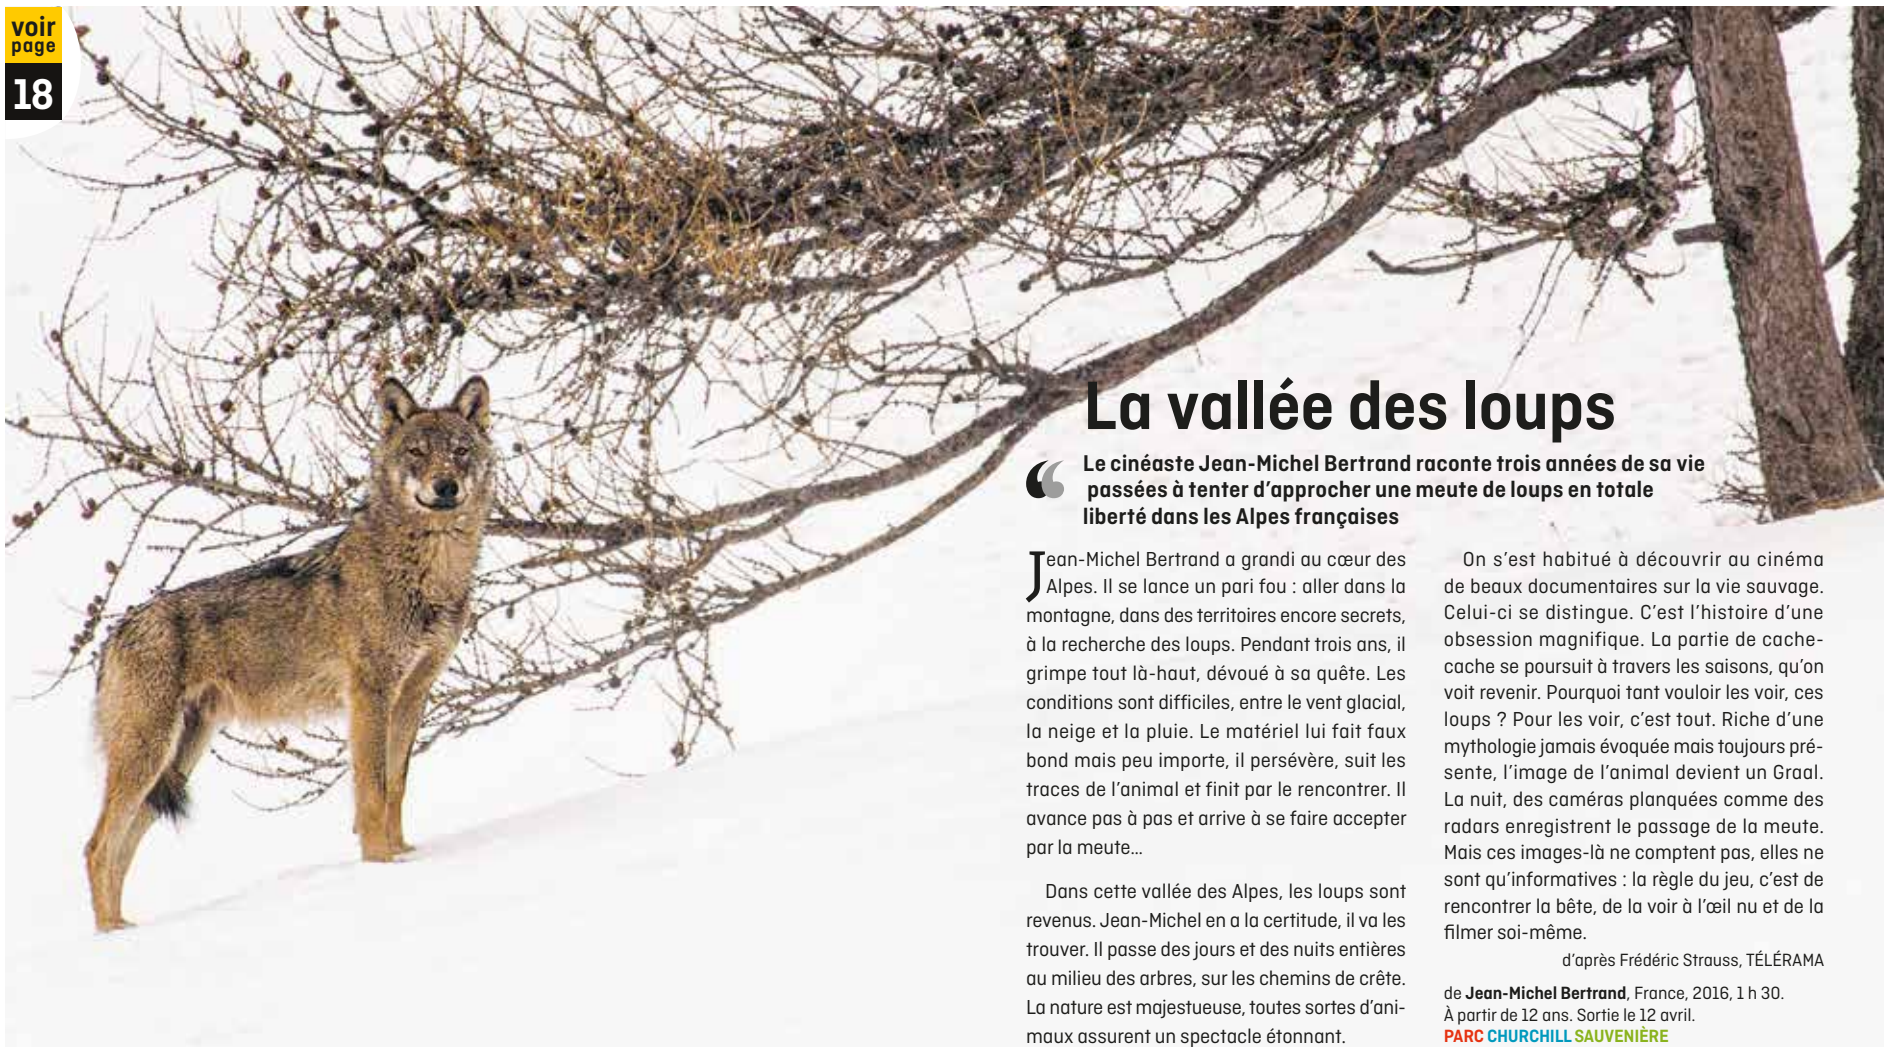 voir
page
18
La vallée des loups
Le cinéaste Jean-Michel Bertrand raconte trois années de sa vie
passées à tenter d’approcher une meute de loups en totale
liberté dans les Alpes françaises
Jean-Michel Bertrand a grandi au cœur des
Alpes. Il se lance un pari fou : aller dans la
montagne, dans des territoires encore secrets,
à la recherche des loups. Pendant trois ans, il
grimpe tout là-haut, dévoué à sa quête. Les
conditions sont difficiles, entre le vent glacial,
la neige et la pluie. Le matériel lui fait faux
bond mais peu importe, il persévère, suit les
traces de l’animal et finit par le rencontrer. Il
avance pas à pas et arrive à se faire accepter
par la meute…
Dans cette vallée des Alpes, les loups sont
revenus. Jean-Michel en a la certitude, il va les
trouver. Il passe des jours et des nuits entières
au milieu des arbres, sur les chemins de crête.
La nature est majestueuse, toutes sortes d’ani-
maux assurent un spectacle étonnant.
On s’est habitué à découvrir au cinéma
de beaux documentaires sur la vie sauvage.
Celui-ci se distingue. C’est l’histoire d’une
obsession magnifique. La partie de cache-
cache se poursuit à travers les saisons, qu’on
voit revenir. Pourquoi tant vouloir les voir, ces
loups ? Pour les voir, c’est tout. Riche d’une
mythologie jamais évoquée mais toujours pré-
sente, l’image de l’animal devient un Graal.
La nuit, des caméras planquées comme des
radars enregistrent le passage de la meute.
Mais ces images-là ne comptent pas, elles ne
sont qu’informatives : la règle du jeu, c’est de
rencontrer la bête, de la voir à l’œil nu et de la
filmer soi-même.
d’après Frédéric Strauss, TÉLÉRAMA
de Jean-Michel Bertrand, France, 2016, 1 h 30.
À partir de 12 ans. Sortie le 12 avril.
PARC CHURCHILL SAUVENIÈRE